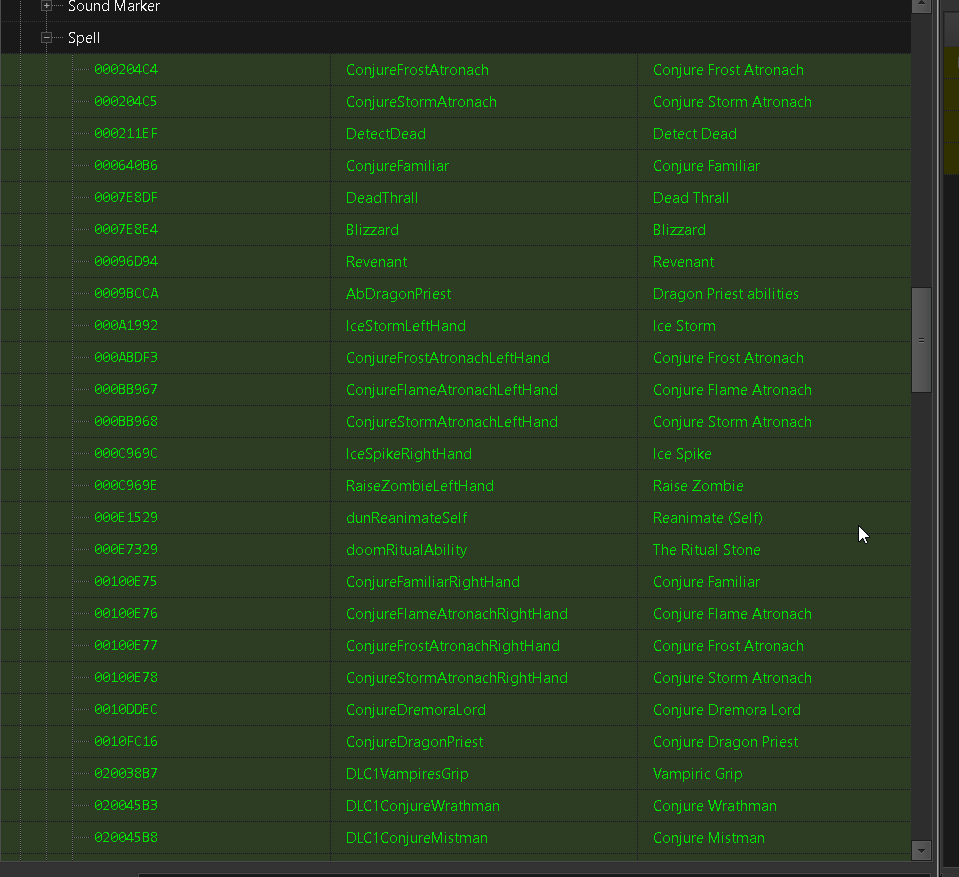 Sound Marker
Spell
000204C4 ConjureFrostAtronach Conjure Frost Atronach
000204C5 ConjureStormAtronach Conjure Storm Atronach
000211EF DetectDead Detect Dead
000640B6 ConjureFamiliar Conjure Familiar
0007E8DF DeadThrall Dead Thrall
0007E8E4 Blizzard Blizzard
00096D94 Revenant Revenant
0009BCCA AbDragonPriest Dragon Priest abilities
000A1992 IceStormLeftHand Ice Storm
000ABDF3 ConjureFrostAtronachLeftHand Conjure Frost Atronach
000BB967 ConjureFlameAtronachLeftHand Conjure Flame Atronach
000BB968 ConjureStormAtronachLeftHand Conjure Storm Atronach
000C969C IceSpikeRightHand Ice Spike
000C969E RaiseZombieLeftHand Raise Zombie
000E1529 dunReanimateSelf Reanimate (Self)
000E7329 doomRitualAbility The Ritual Stone
00100E75 ConjureFamiliarRightHand Conjure Familiar
00100E76 ConjureFlameAtronachRightHand Conjure Flame Atronach
00100E77 ConjureFrostAtronachRightHand Conjure Frost Atronach
00100E78 ConjureStormAtronachRightHand Conjure Storm Atronach
0010DDEC ConjureDremoraLord Conjure Dremora Lord
0010FC16 ConjureDragonPriest Conjure Dragon Priest
020038B7 DLC1VampiresGrip Vampiric Grip
020045B3 DLC1ConjureWrathman Conjure Wrathman
020045B8 DLC1ConjureMistman Conjure Mistman